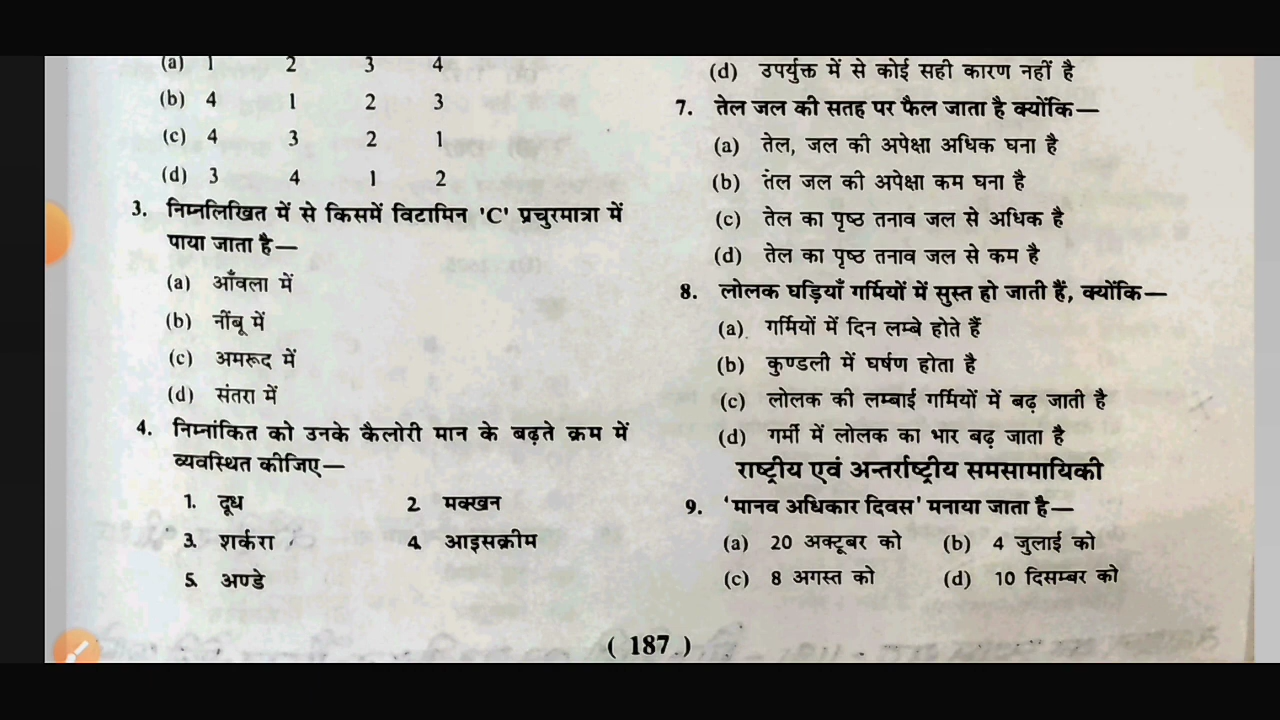 (a) 1 2 3 4
(b) 4 1 2 3
(c) 4 3 2 1
(d) 3 4 1 2
3. निम्नलिखित में से किसमें विटामिन 'C' प्रचुरमात्रा में
पाया जाता है—
(a) आँवला में
(b) नींबू में
(c) अमरूद में
(d) संतरा में
4. निम्नांकित को उनके कैलोरी मान के बढ़ते क्रम में
व्यवस्थित कीजिए—
1. दूध 2. मक्खन
3. शर्करा 4. आइसक्रीम
5. अण्डे
(d) उपर्युक्त में से कोई सही कारण नहीं है
7. तेल जल की सतह पर फैल जाता है क्योंकि—
(a) तेल, जल की अपेक्षा अधिक घना है
(b) तेल जल की अपेक्षा कम घना है
(c) तेल का पृष्ठ तनाव जल से अधिक है
(d) तेल का पृष्ठ तनाव जल से कम है
8. लोलक घड़ियाँ गर्मियों में सुस्त हो जाती हैं, क्योंकि—
(a) गर्मियों में दिन लम्बे होते हैं
(b) कुण्डली में घर्षण होता है
(c) लोलक की लम्बाई गर्मियों में बढ़ जाती है
(d) गर्मी में लोलक का भार बढ़ जाता है
राष्ट्रीय एवं अन्तर्राष्ट्रीय समसामायिकी
9. 'मानव अधिकार दिवस' मनाया जाता है—
(a) 20 अक्टूबर को (b) 4 जुलाई को
(c) 8 अगस्त को (d) 10 दिसम्बर को
( 187 )